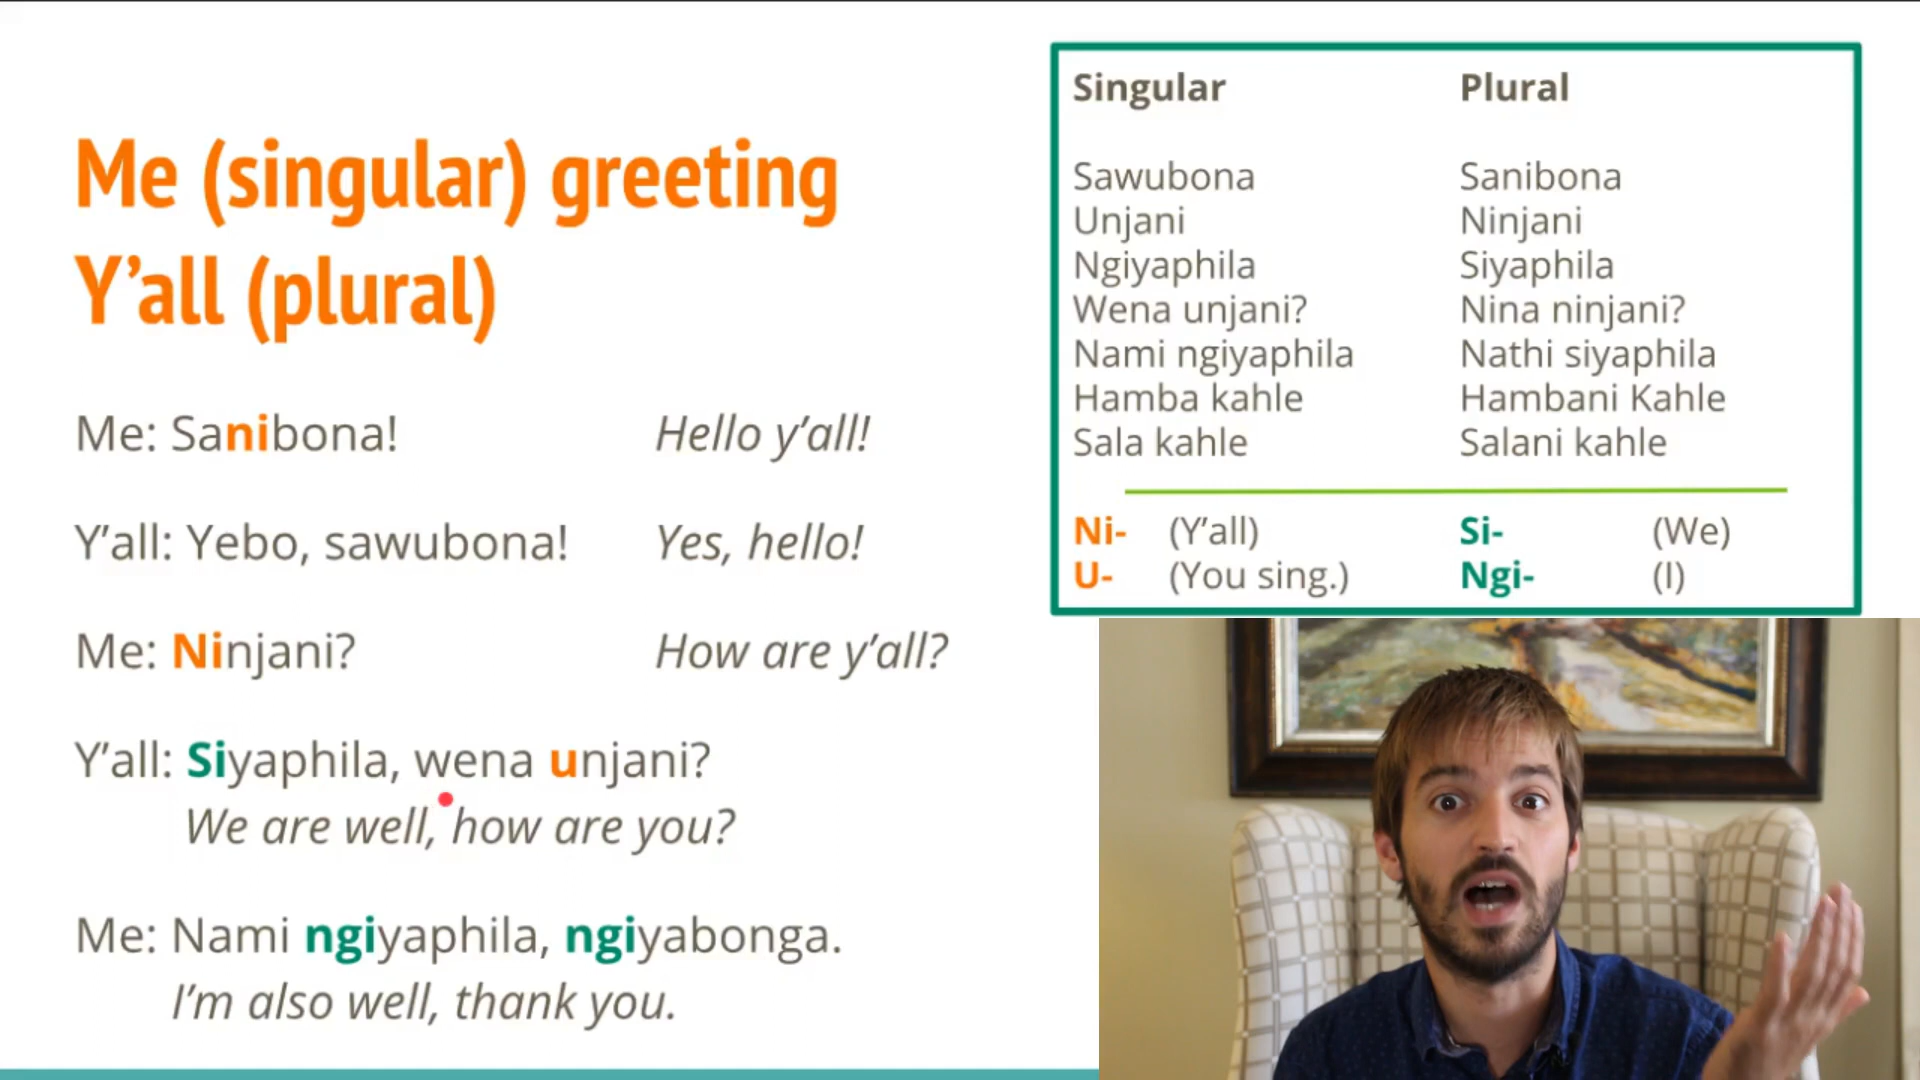 Me (singular) greeting
Y'all (plural)
Me: Sanibona! Hello y'all!
Y'all: Yebo, sawubona! Yes, hello!
Me: Ninjani? How are y'all?
Y'all: Siyaphila, wena unjani?
We are well, how are you?
Me: Nami ngiyaphila, ngiyabonga.
I'm also well, thank you.
Singular Plural
Sawubona Sanibona
Unjani Ninjani
Ngiyaphila Siyaphila
Wena unjani? Nina ninjani?
Nami ngiyaphila Nathi siyaphila
Hamba kahle Hambani Kahle
Sala kahle Salani kahle
Ni- (Y'all) Si- (We)
U- (You sing.) Ngi- (I)